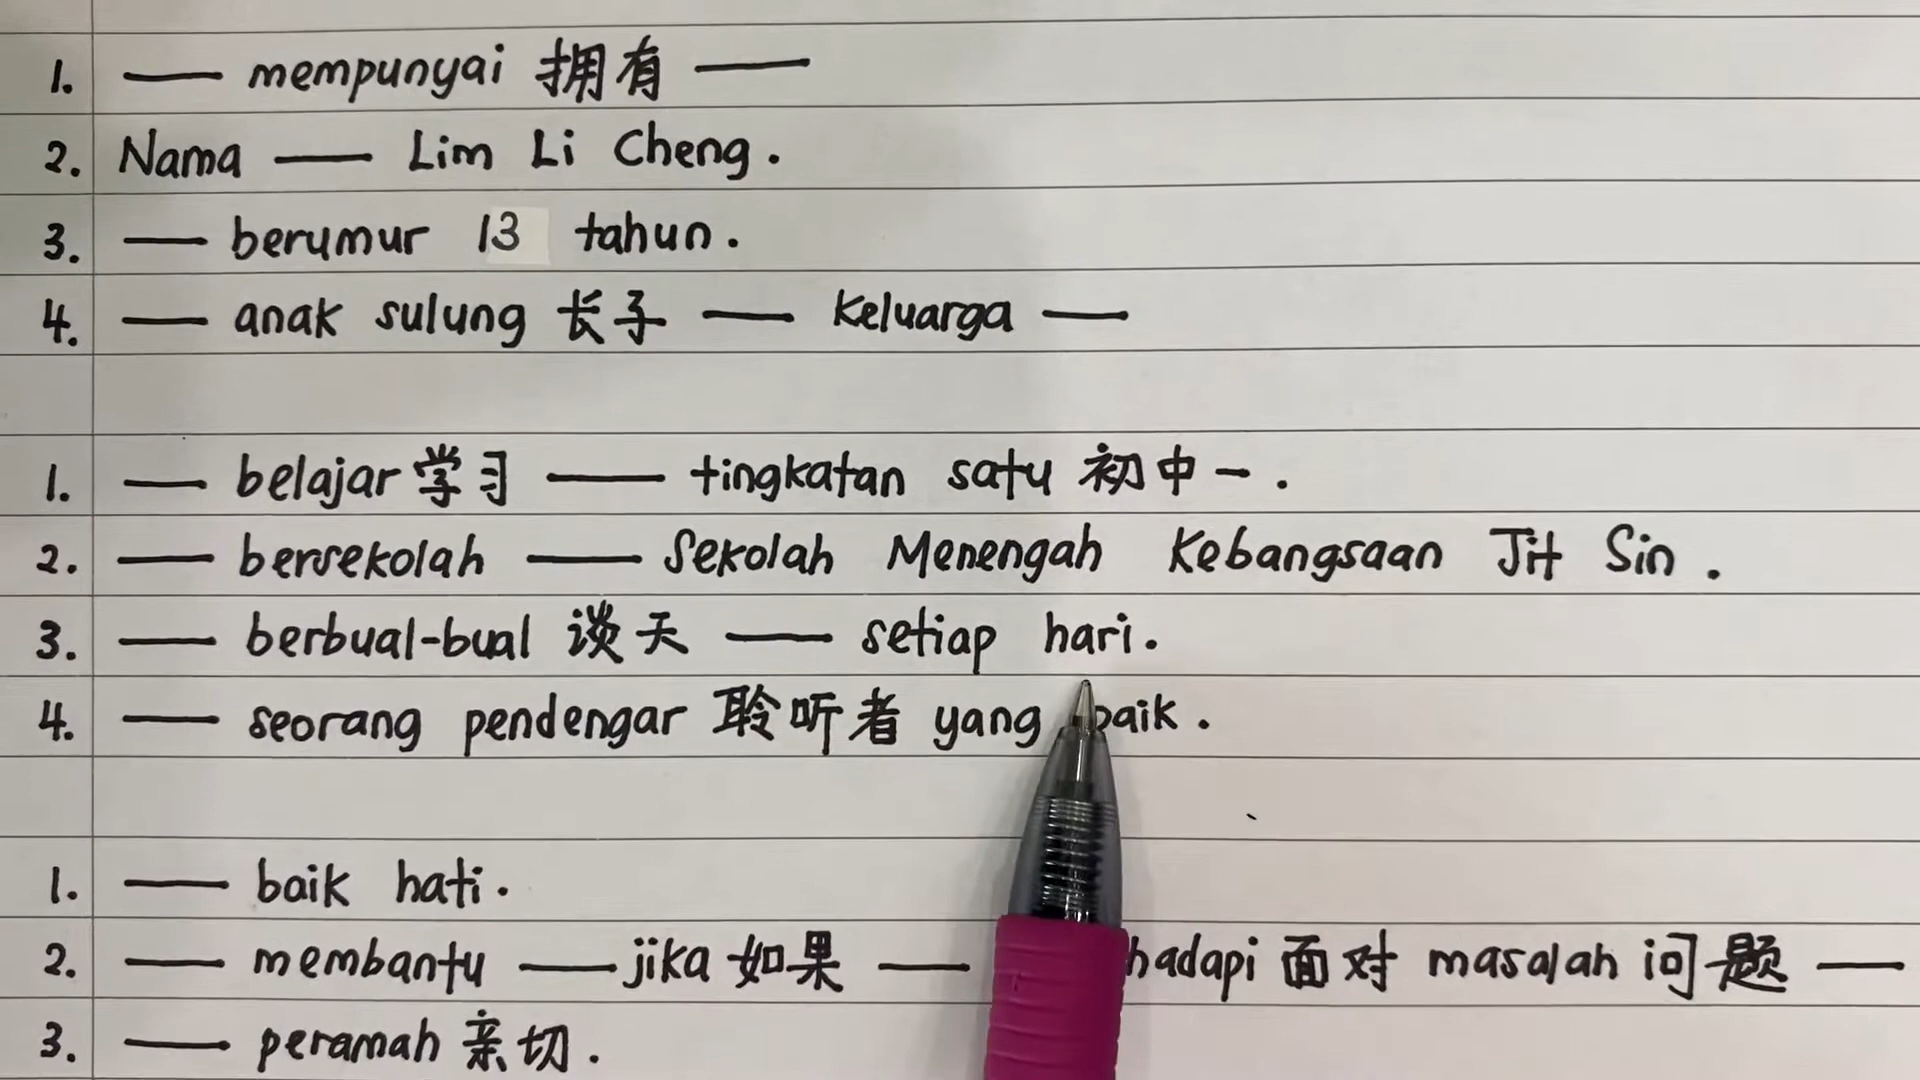 1. —— mempunyai 拥有 ——
2. Nama —— Lim Li Cheng.
3. —— berumur 13 tahun.
4. —— anak sulung 长子 —— keluarga ——
1. —— belajar 学习 —— tingkatan satu 初中一.
2. —— bersekolah —— Sekolah Menengah Kebangsaan Jit Sin.
3. —— berbual-bual 谈天 —— setiap hari.
4. —— seorang pendengar 聆听者 yang baik.
1. —— baik hati.
2. —— membantu —— jika 如果 —— hadapi 面对 masalah 问题 ——
3. —— peramah 亲切.